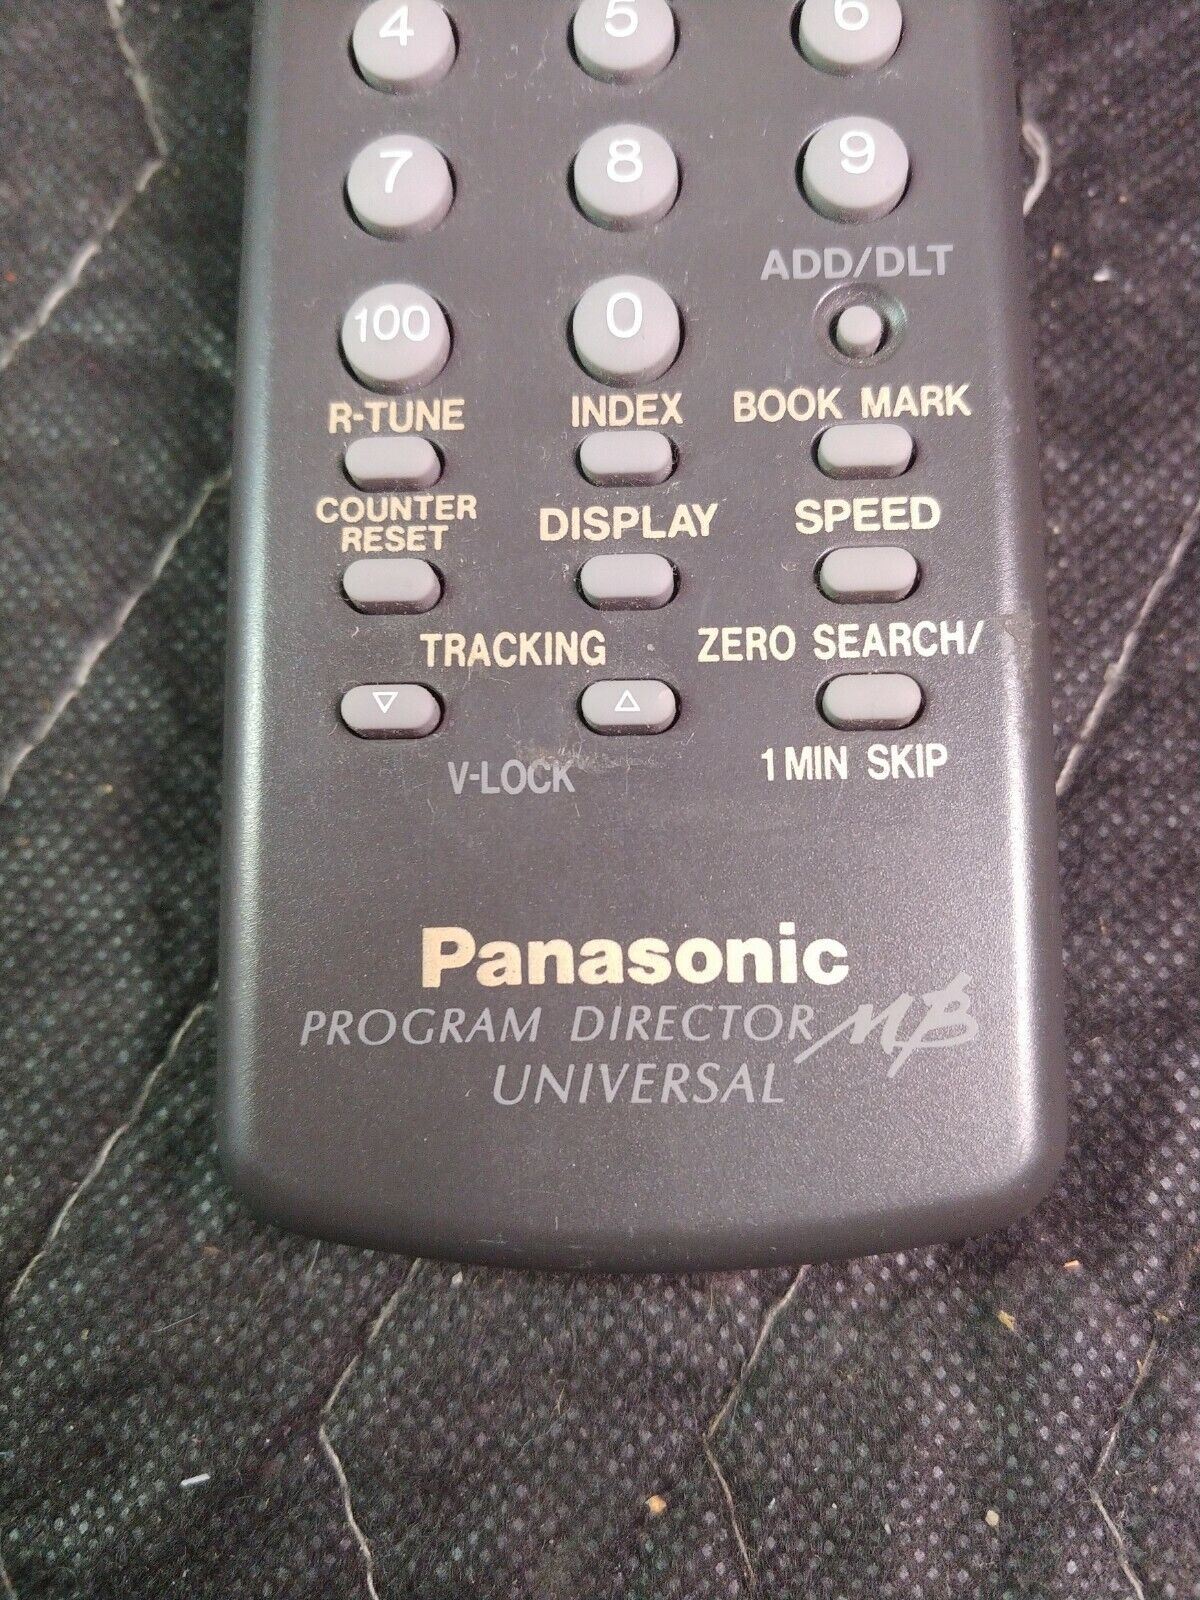 4 5 6
7 8 9
ADD/DLT
100 0
R-TUNE INDEX BOOK MARK
COUNTER
RESET DISPLAY SPEED
TRACKING ZERO SEARCH/
▽ △
V-LOCK 1 MIN SKIP
Panasonic
PROGRAM DIRECTOR MB
UNIVERSAL